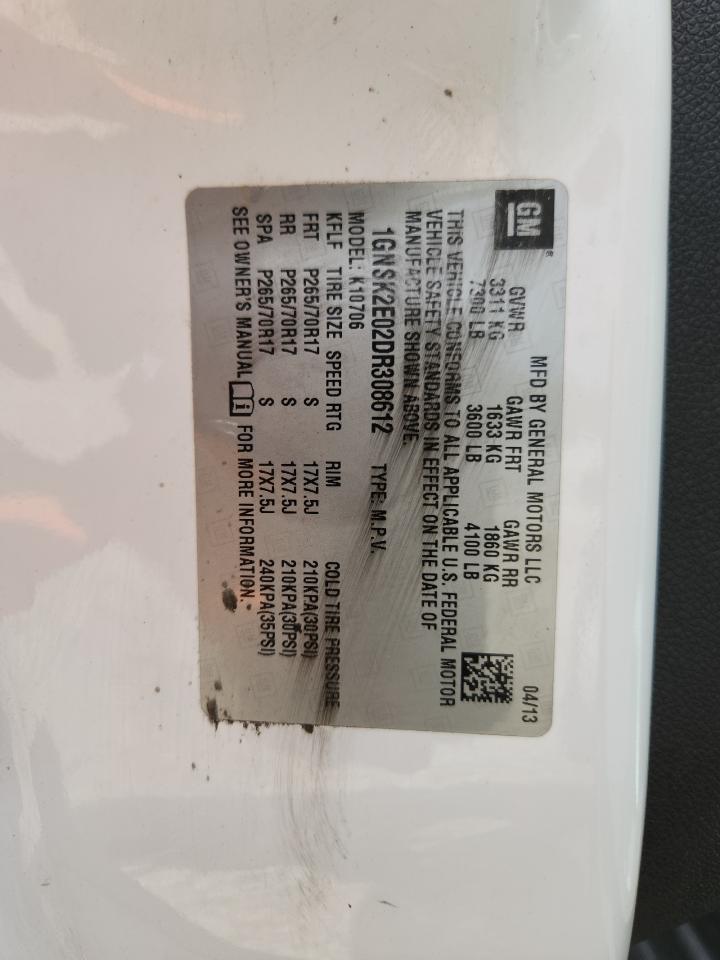 GM®
MFD BY GENERAL MOTORS LLC 04/13
GVWR GAWR FRT GAWR RR
3311 KG 1633 KG 1860 KG
7300 LB 3600 LB 4100 LB
THIS VEHICLE CONFORMS TO ALL APPLICABLE U.S. FEDERAL MOTOR
VEHICLE SAFETY STANDARDS IN EFFECT ON THE DATE OF
MANUFACTURE SHOWN ABOVE.
1GNSK2E02DR308612 TYPE: M.P.V.
MODEL: K10706
KFLF TIRE SIZE SPEED RTG RIM COLD TIRE PRESSURE
FRT P265/70R17 S 17X7.5J 210KPA(30PSI)
RR P265/70R17 S 17X7.5J 210KPA(30PSI)
SPA P265/70R17 S 17X7.5J 240KPA(35PSI)
SEE OWNER'S MANUAL i FOR MORE INFORMATION.